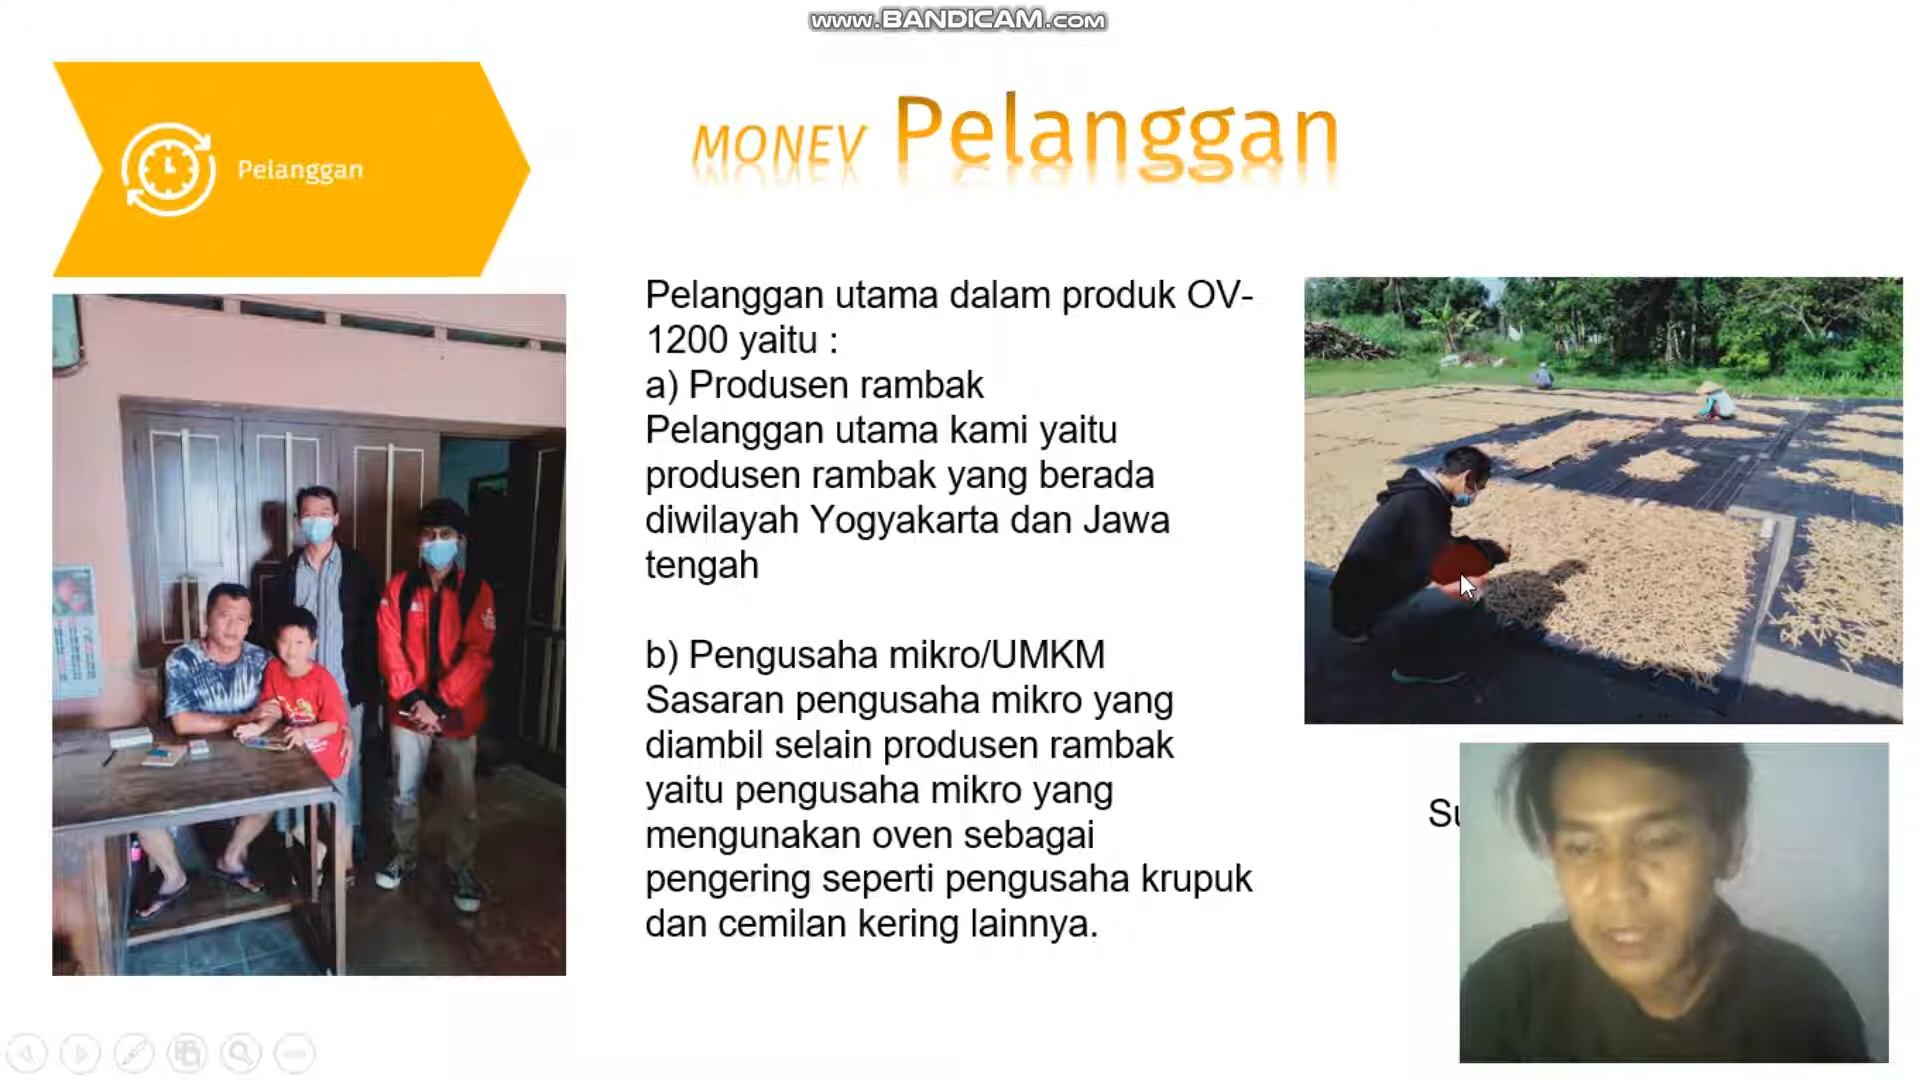 www.BANDICAM.com
Pelanggan
MONEV Pelanggan
Pelanggan utama dalam produk OV-
1200 yaitu :
a) Produsen rambak
Pelanggan utama kami yaitu
produsen rambak yang berada
diwilayah Yogyakarta dan Jawa
tengah
b) Pengusaha mikro/UMKM
Sasaran pengusaha mikro yang
diambil selain produsen rambak
yaitu pengusaha mikro yang
mengunakan oven sebagai
pengering seperti pengusaha krupuk
dan cemilan kering lainnya.